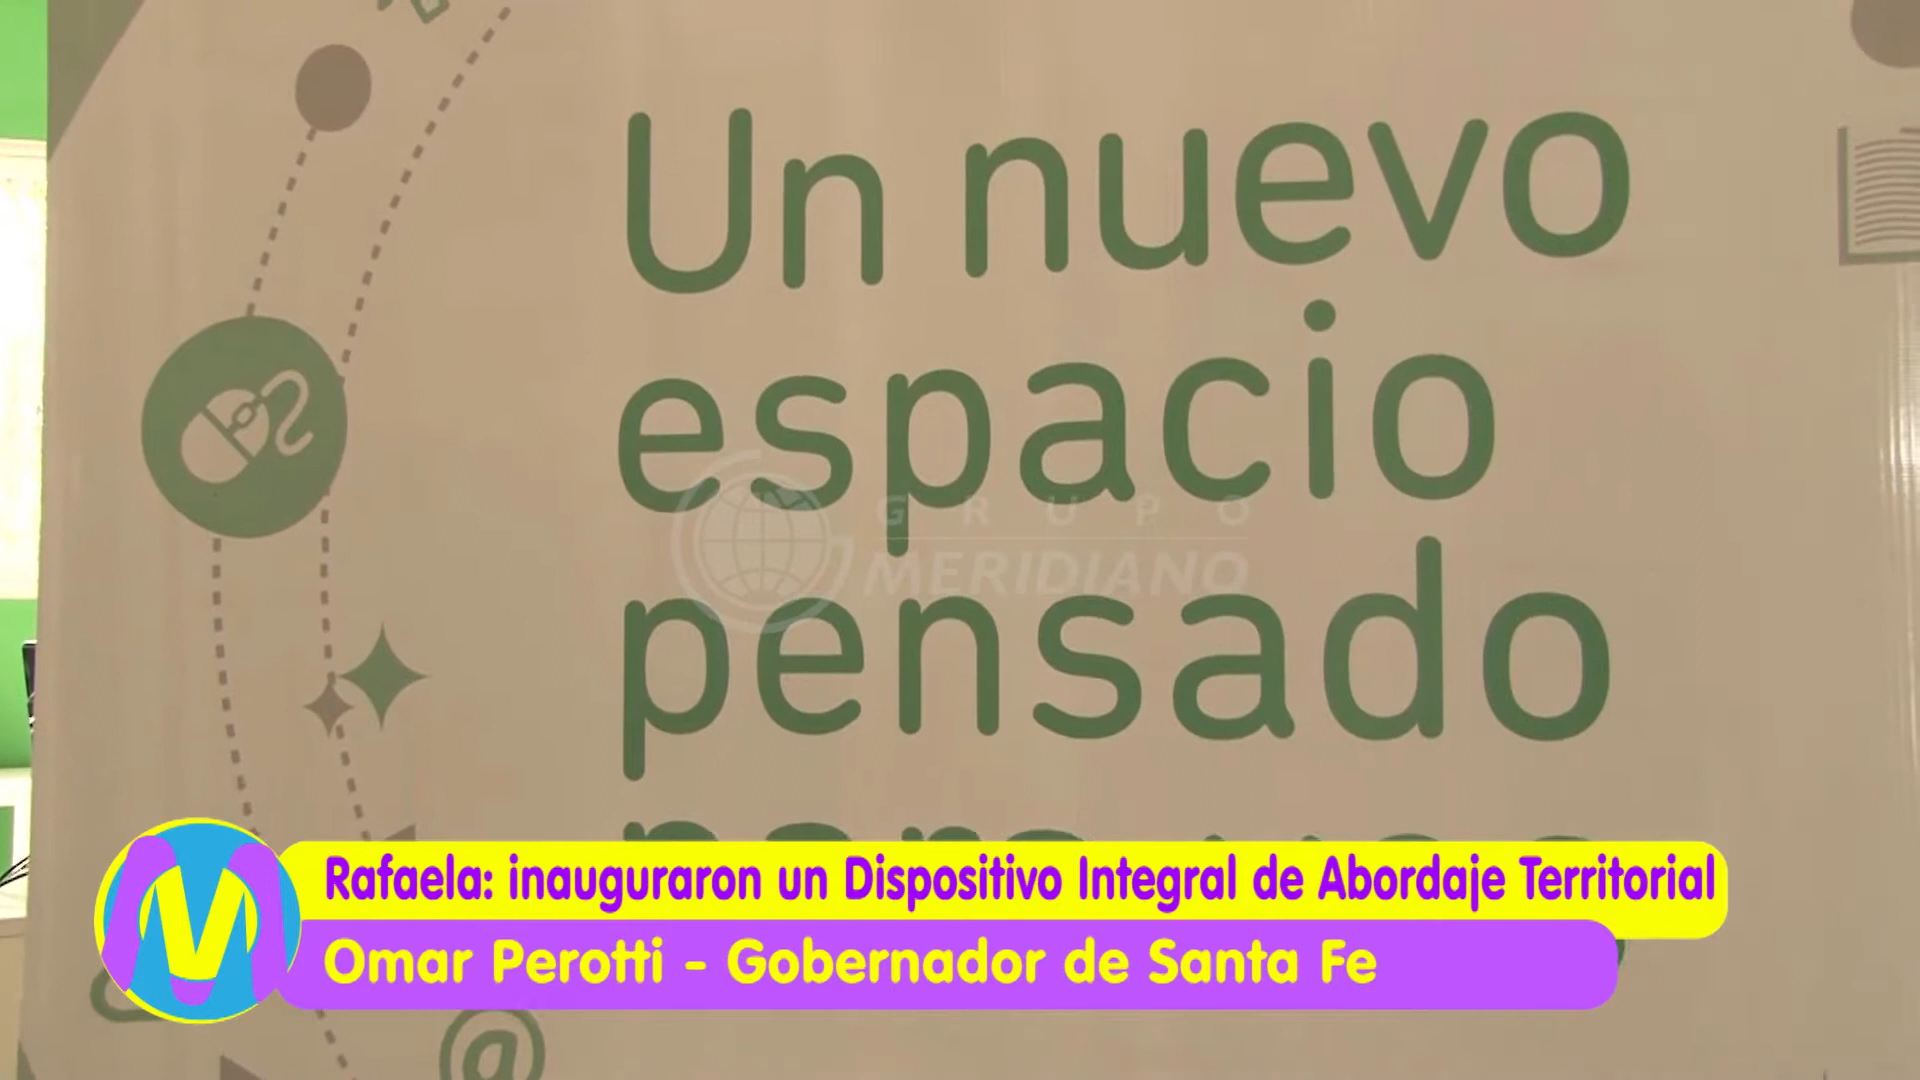 Un nuevo
espacio
GRUPO
MERIDIANO
pensado
Rafaela: inauguraron un Dispositivo Integral de Abordaje Territorial
Omar Perotti - Gobernador de Santa Fe
@